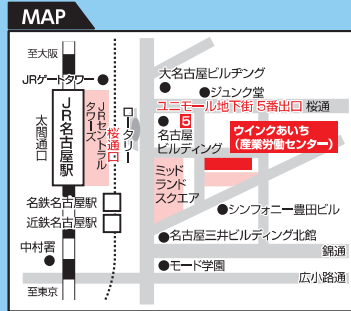 MAP
至大阪
JRゲートタワー
大名古屋ビルヂング
ジュンク堂
ユニモール地下街 5番出口
桜通
5
名古屋
ビルディング
ウインクあいち
(産業労働センター)
太閤通口
JR名古屋駅
JRセントラル
タワーズ
桜通口
ロータリー
ミッド
ランド
スクエア
名鉄名古屋駅
近鉄名古屋駅
シンフォニー豊田ビル
名古屋三井ビルディング北館
中村署
錦通
モード学園
広小路通
至東京